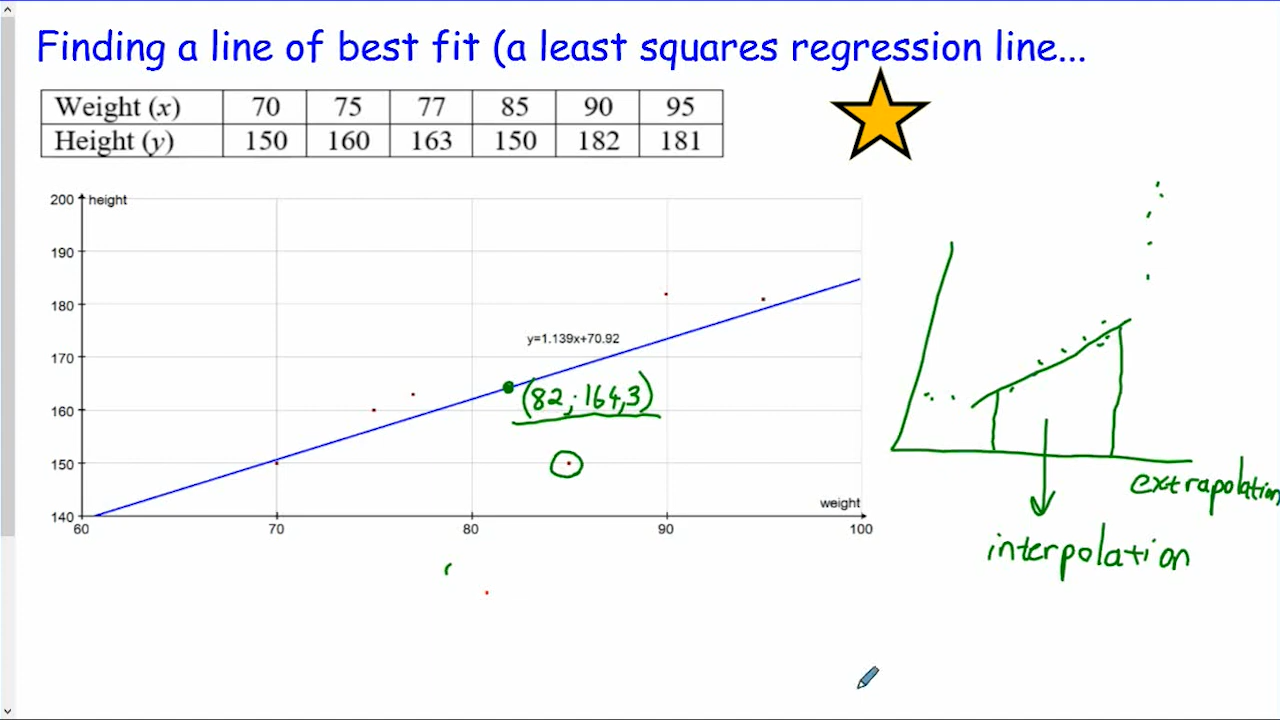 Finding a line of best fit (a least squares regression line...
Weight (x) 70 75 77 85 90 95
Height (y) 150 160 163 150 182 181
200 height
190
180
y=1.139x+70.92
170
(82; 164,3)
160
150
weight
140
60 70 80 90 100
extrapolation
interpolation